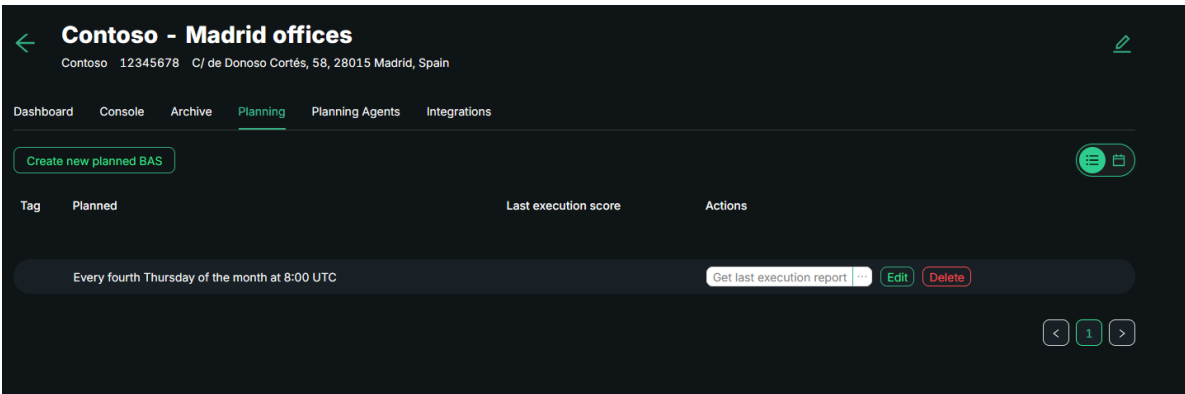 Contoso - Madrid offices
Contoso 12345678 C/ de Donoso Cortés, 58, 28015 Madrid, Spain
Dashboard Console Archive Planning Planning Agents Integrations
Create new planned BAS
Tag Planned Last execution score Actions
Every fourth Thursday of the month at 8:00 UTC Get last execution report ... Edit Delete
< 1 >